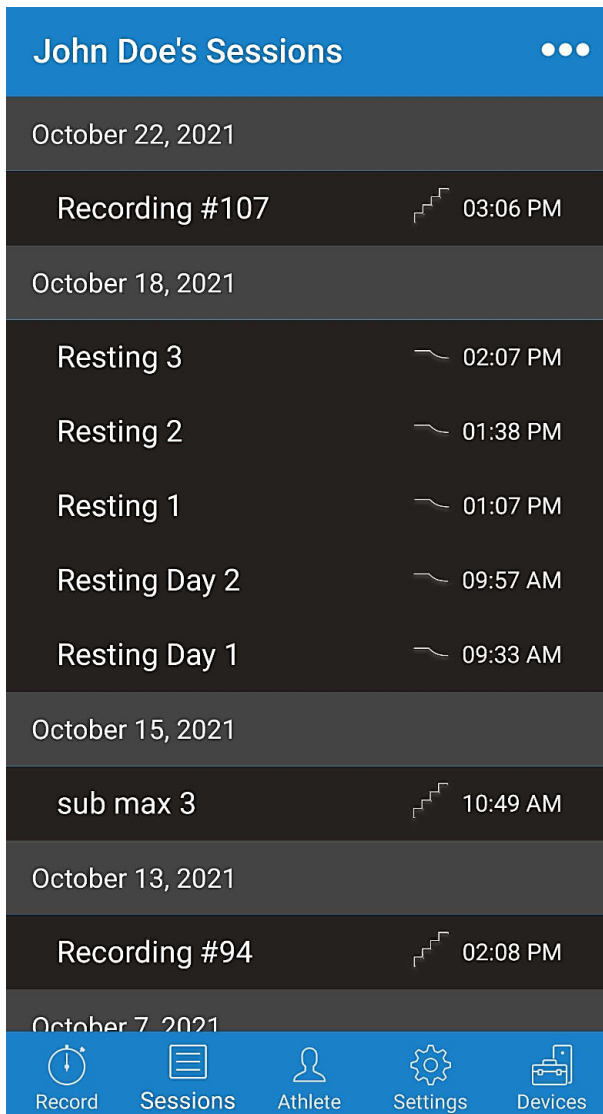 John Doe's Sessions
October 22, 2021
Recording #107 03:06 PM
October 18, 2021
Resting 3 02:07 PM
Resting 2 01:38 PM
Resting 1 01:07 PM
Resting Day 2 09:57 AM
Resting Day 1 09:33 AM
October 15, 2021
sub max 3 10:49 AM
October 13, 2021
Recording #94 02:08 PM
October 7, 2021
Record Sessions Athlete Settings Devices